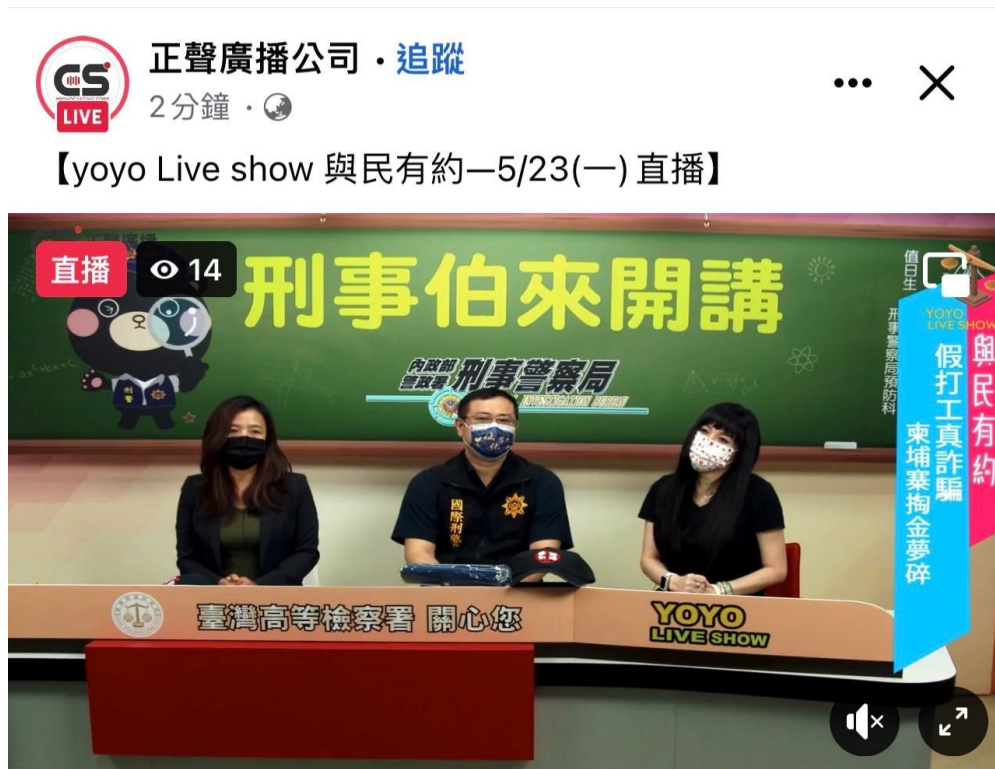 正聲廣播公司 · 追蹤
CS
LIVE
2分鐘 ·
【yoyo Live show 與民有約—5/23(一)直播】
直播
14
刑事伯來開講
內政部
警政署
刑事警察局
刑警
國際刑警
值日生
刑事警察局預防科
YOYO
LIVE SHOW
與民有約
假打工真詐騙
柬埔寨掏金夢碎
臺灣高等檢察署 關心您
YOYO
LIVE SHOW